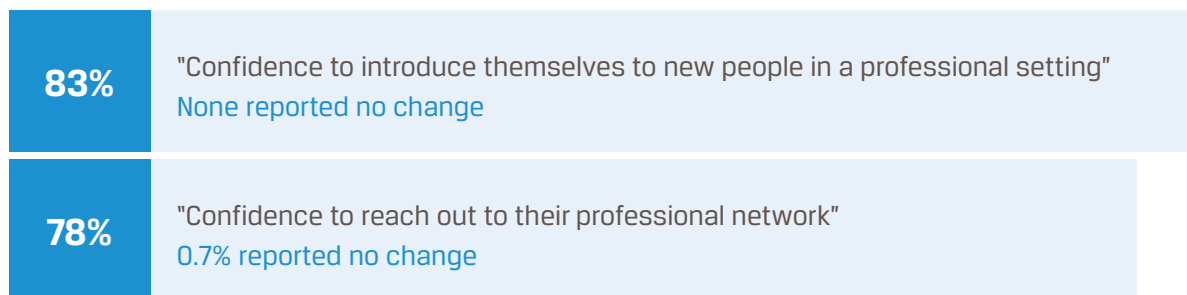 83%
"Confidence to introduce themselves to new people in a professional setting”
None reported no change
78%
"Confidence to reach out to their professional network”
0.7% reported no change